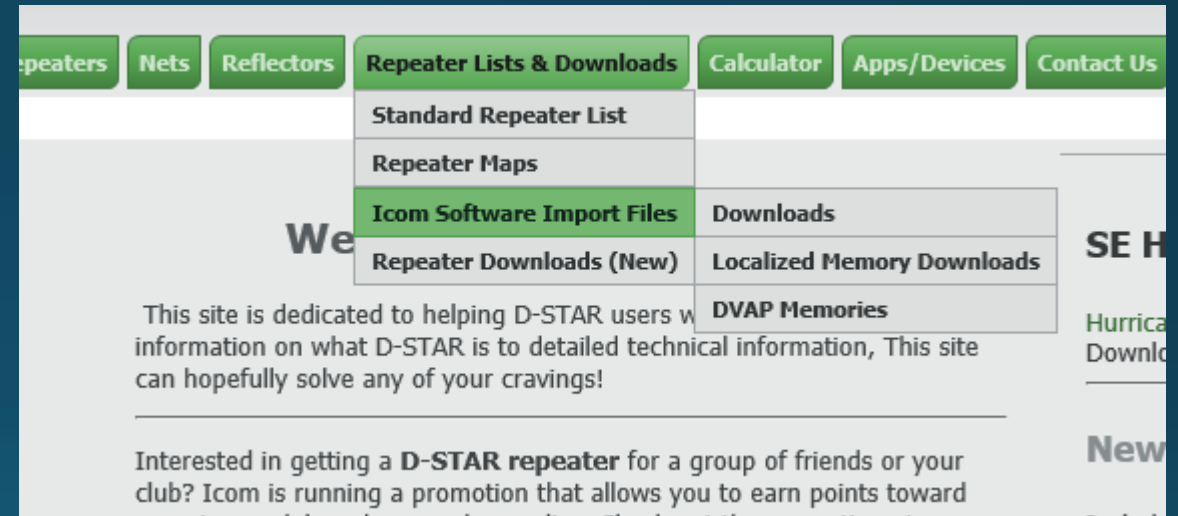 epeaters Nets Reflectors Repeater Lists & Downloads Calculator Apps/Devices Contact Us
Standard Repeater List
Repeater Maps
Icom Software Import Files
Repeater Downloads (New)
Downloads
Localized Memory Downloads
DVAP Memories
We
This site is dedicated to helping D-STAR users w
information on what D-STAR is to detailed technical information, This site
can hopefully solve any of your cravings!
Interested in getting a D-STAR repeater for a group of friends or your
club? Icom is running a promotion that allows you to earn points toward
SE H
Hurrica
Downlo
New